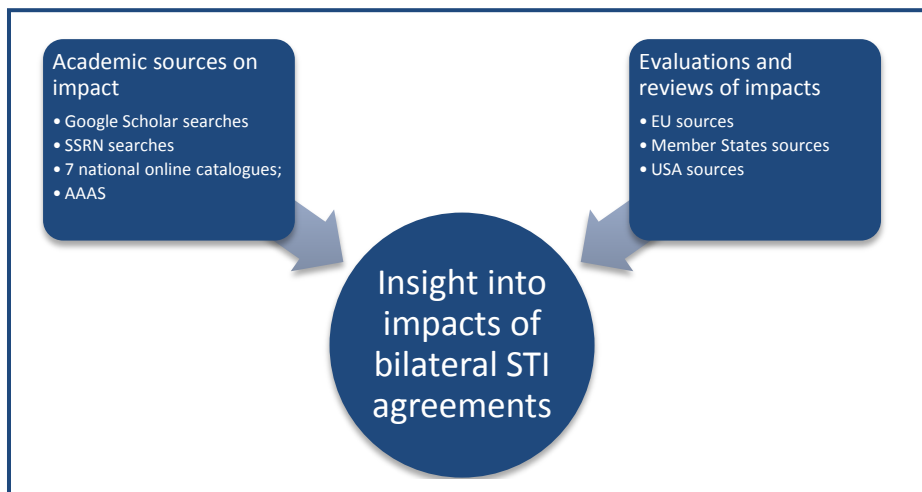 Academic sources on
impact
• Google Scholar searches
• SSRN searches
• 7 national online catalogues;
• AAAS
Evaluations and
reviews of impacts
• EU sources
• Member States sources
• USA sources
Insight into
impacts of
bilateral STI
agreements